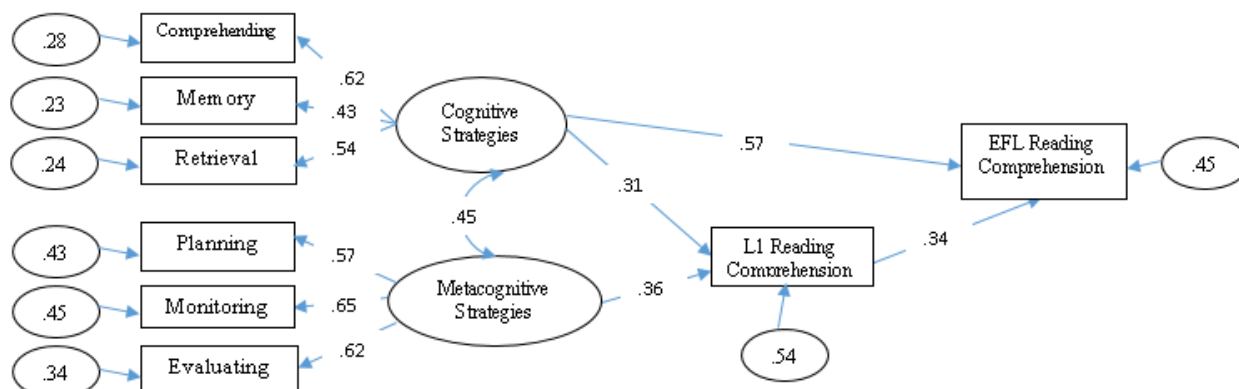 .28
Comprehending
.62
.23
Memory
.43
.24
Retrieval
.54
Cognitive
Strategies
.57
EFL Reading
Comprehension
.45
.31
.45
.43
Planning
.57
L1 Reading
Comprehension
.34
.45
Monitoring
.65
Metacognitive
Strategies
.36
.34
Evaluating
.62
.54